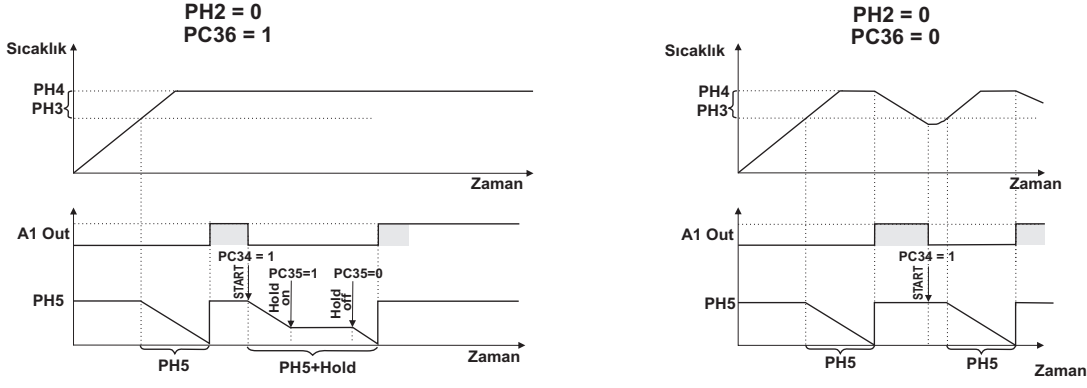 PH2 = 0
PC36 = 1
Sıcaklık
PH4
PH3
Zaman
A1 Out
PC34 = 1
START
PC35=1
PC35=0
Hold on
Hold off
PH5
Zaman
PH5
PH5+Hold
PH2 = 0
PC36 = 0
Sıcaklık
PH4
PH3
Zaman
A1 Out
PC34 = 1
START
PH5
PH5
PH5
Zaman